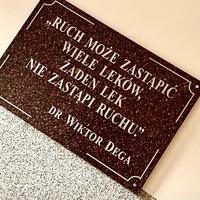 „RUCH MOŻE ZASTĄPIĆ
WIELE LEKÓW,
ŻADEN LEK
NIE ZASTĄPI RUCHU”
DR WIKTOR DEGA